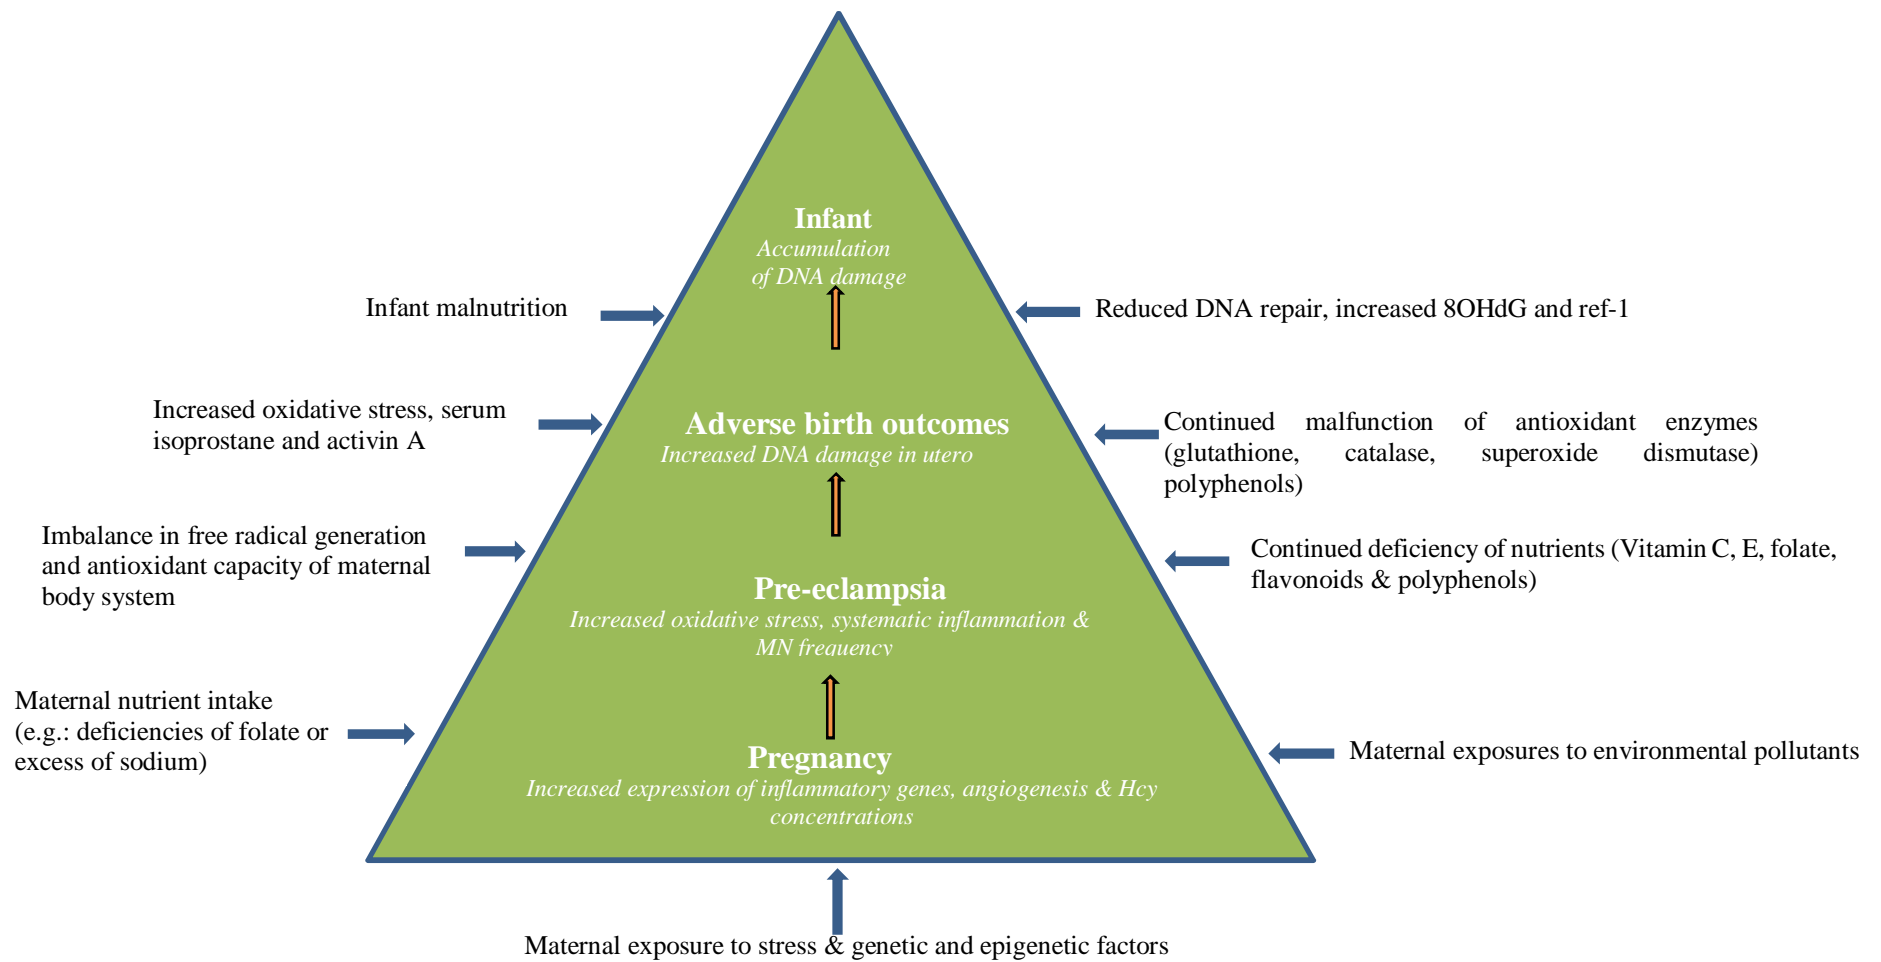 Infant
Accumulation
of DNA damage
Infant malnutrition
Reduced DNA repair, increased 8OHdG and ref-1
Increased oxidative stress, serum
isoprostane and activin A
Adverse birth outcomes
Increased DNA damage in utero
Continued malfunction of antioxidant enzymes
(glutathione, catalase, superoxide dismutase)
polyphenols)
Imbalance in free radical generation
and antioxidant capacity of maternal
body system
Continued deficiency of nutrients (Vitamin C, E, folate,
flavonoids & polyphenols)
Pre-eclampsia
Increased oxidative stress, systematic inflammation &
MN frequency
Maternal nutrient intake
(e.g.: deficiencies of folate or
excess of sodium)
Pregnancy
Increased expression of inflammatory genes, angiogenesis & Hcy
concentrations
Maternal exposures to environmental pollutants
Maternal exposure to stress & genetic and epigenetic factors